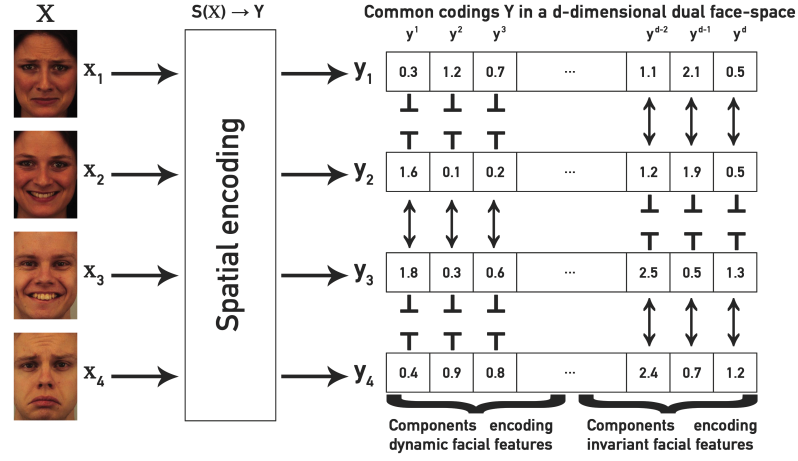 X
S(X) → Y
Common codings Y in a d-dimensional dual face-space
y¹ y² y³ yᵈ⁻² yᵈ⁻¹ yᵈ
x₁
y₁ 0.3 1.2 0.7 ... 1.1 2.1 0.5
x₂
y₂ 1.6 0.1 0.2 ... 1.2 1.9 0.5
Spatial encoding
x₃
y₃ 1.8 0.3 0.6 ... 2.5 0.5 1.3
x₄
y₄ 0.4 0.9 0.8 ... 2.4 0.7 1.2
Components encoding
dynamic facial features
Components encoding
invariant facial features